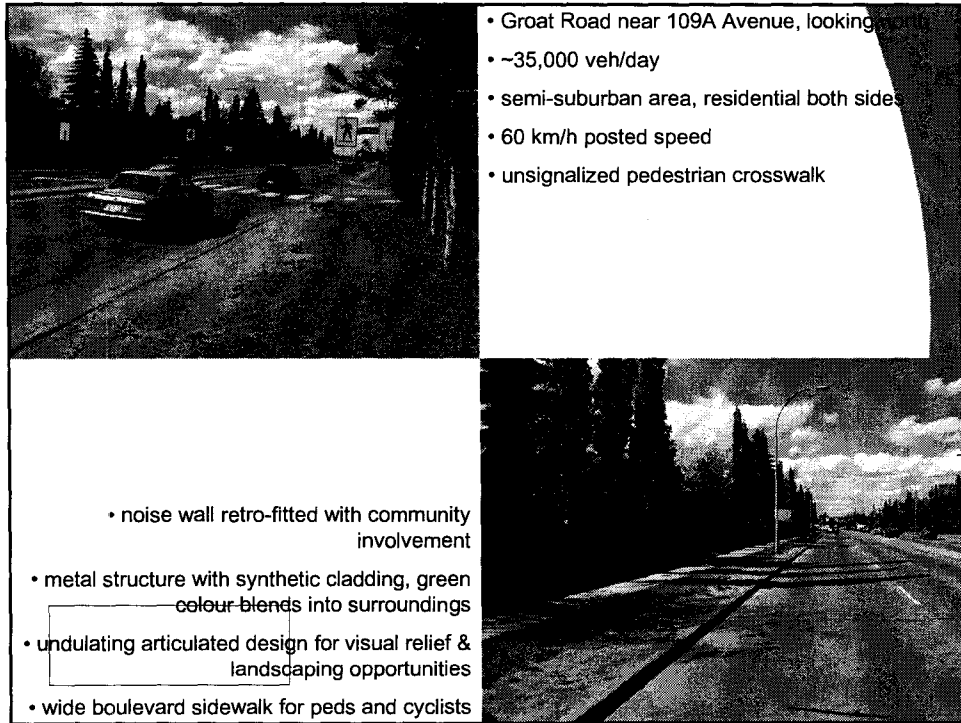 • Groat Road near 109A Avenue, looking north
• ~35,000 veh/day
• semi-suburban area, residential both sides
• 60 km/h posted speed
• unsignalized pedestrian crosswalk
• noise wall retro-fitted with community
involvement
• metal structure with synthetic cladding, green
colour blends into surroundings
• undulating articulated design for visual relief &
landscaping opportunities
• wide boulevard sidewalk for peds and cyclists